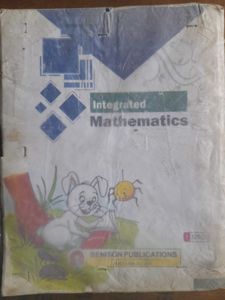 Integrated
Mathematics
BENISON PUBLICATIONS